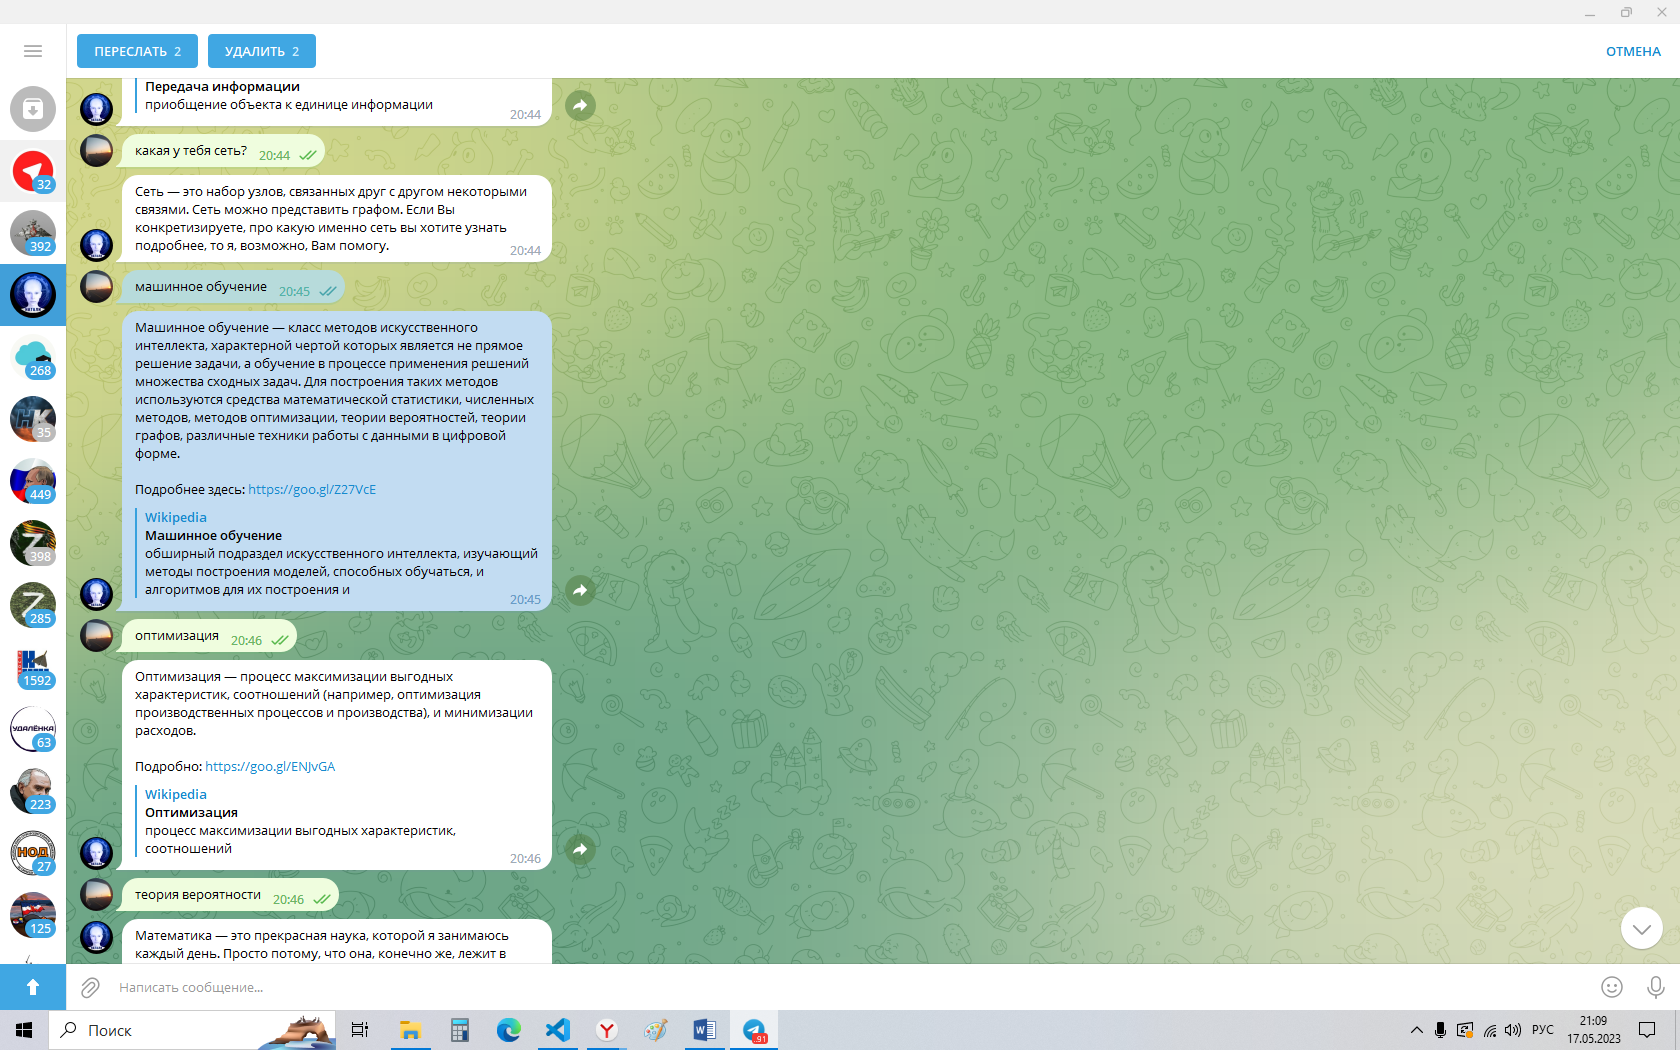 ПЕРЕСЛАТЬ 2
УДАЛИТЬ 2
ОТМЕНА
Передача информации
приобщение объекта к единице информации
20:44
какая у тебя сеть?
20:44
Сеть — это набор узлов, связанных друг с другом некоторыми
связями. Сеть можно представить графом. Если Вы
конкретизируете, про какую именно сеть вы хотите узнать
подробнее, то я, возможно, Вам помогу.
20:44
машинное обучение
20:45
Машинное обучение — класс методов искусственного
интеллекта, характерной чертой которых является не прямое
решение задачи, а обучение в процессе применения решений
множества сходных задач. Для построения таких методов
используются средства математической статистики, численных
методов, методов оптимизации, теории вероятностей, теории
графов, различные техники работы с данными в цифровой
форме.
Подробнее здесь: https://goo.gl/Z27VcE
Wikipedia
Машинное обучение
обширный подраздел искусственного интеллекта, изучающий
методы построения моделей, способных обучаться, и
алгоритмов для их построения и
20:45
оптимизация
20:46
Оптимизация — процесс максимизации выгодных
характеристик, соотношений (например, оптимизация
производственных процессов и производства), и минимизации
расходов.
Подробно: https://goo.gl/ENJvGA
Wikipedia
Оптимизация
процесс максимизации выгодных характеристик,
соотношений
20:46
теория вероятности
20:46
Математика — это прекрасная наука, которой я занимаюсь
каждый день. Просто потому, что она, конечно же, лежит в
Написать сообщение...
32
392
268
НК
35
449
Z
398
Z
285
1592
УДАЛЁНКА
63
223
НОД
27
125
Поиск
91
РУС
21:09
17.05.2023